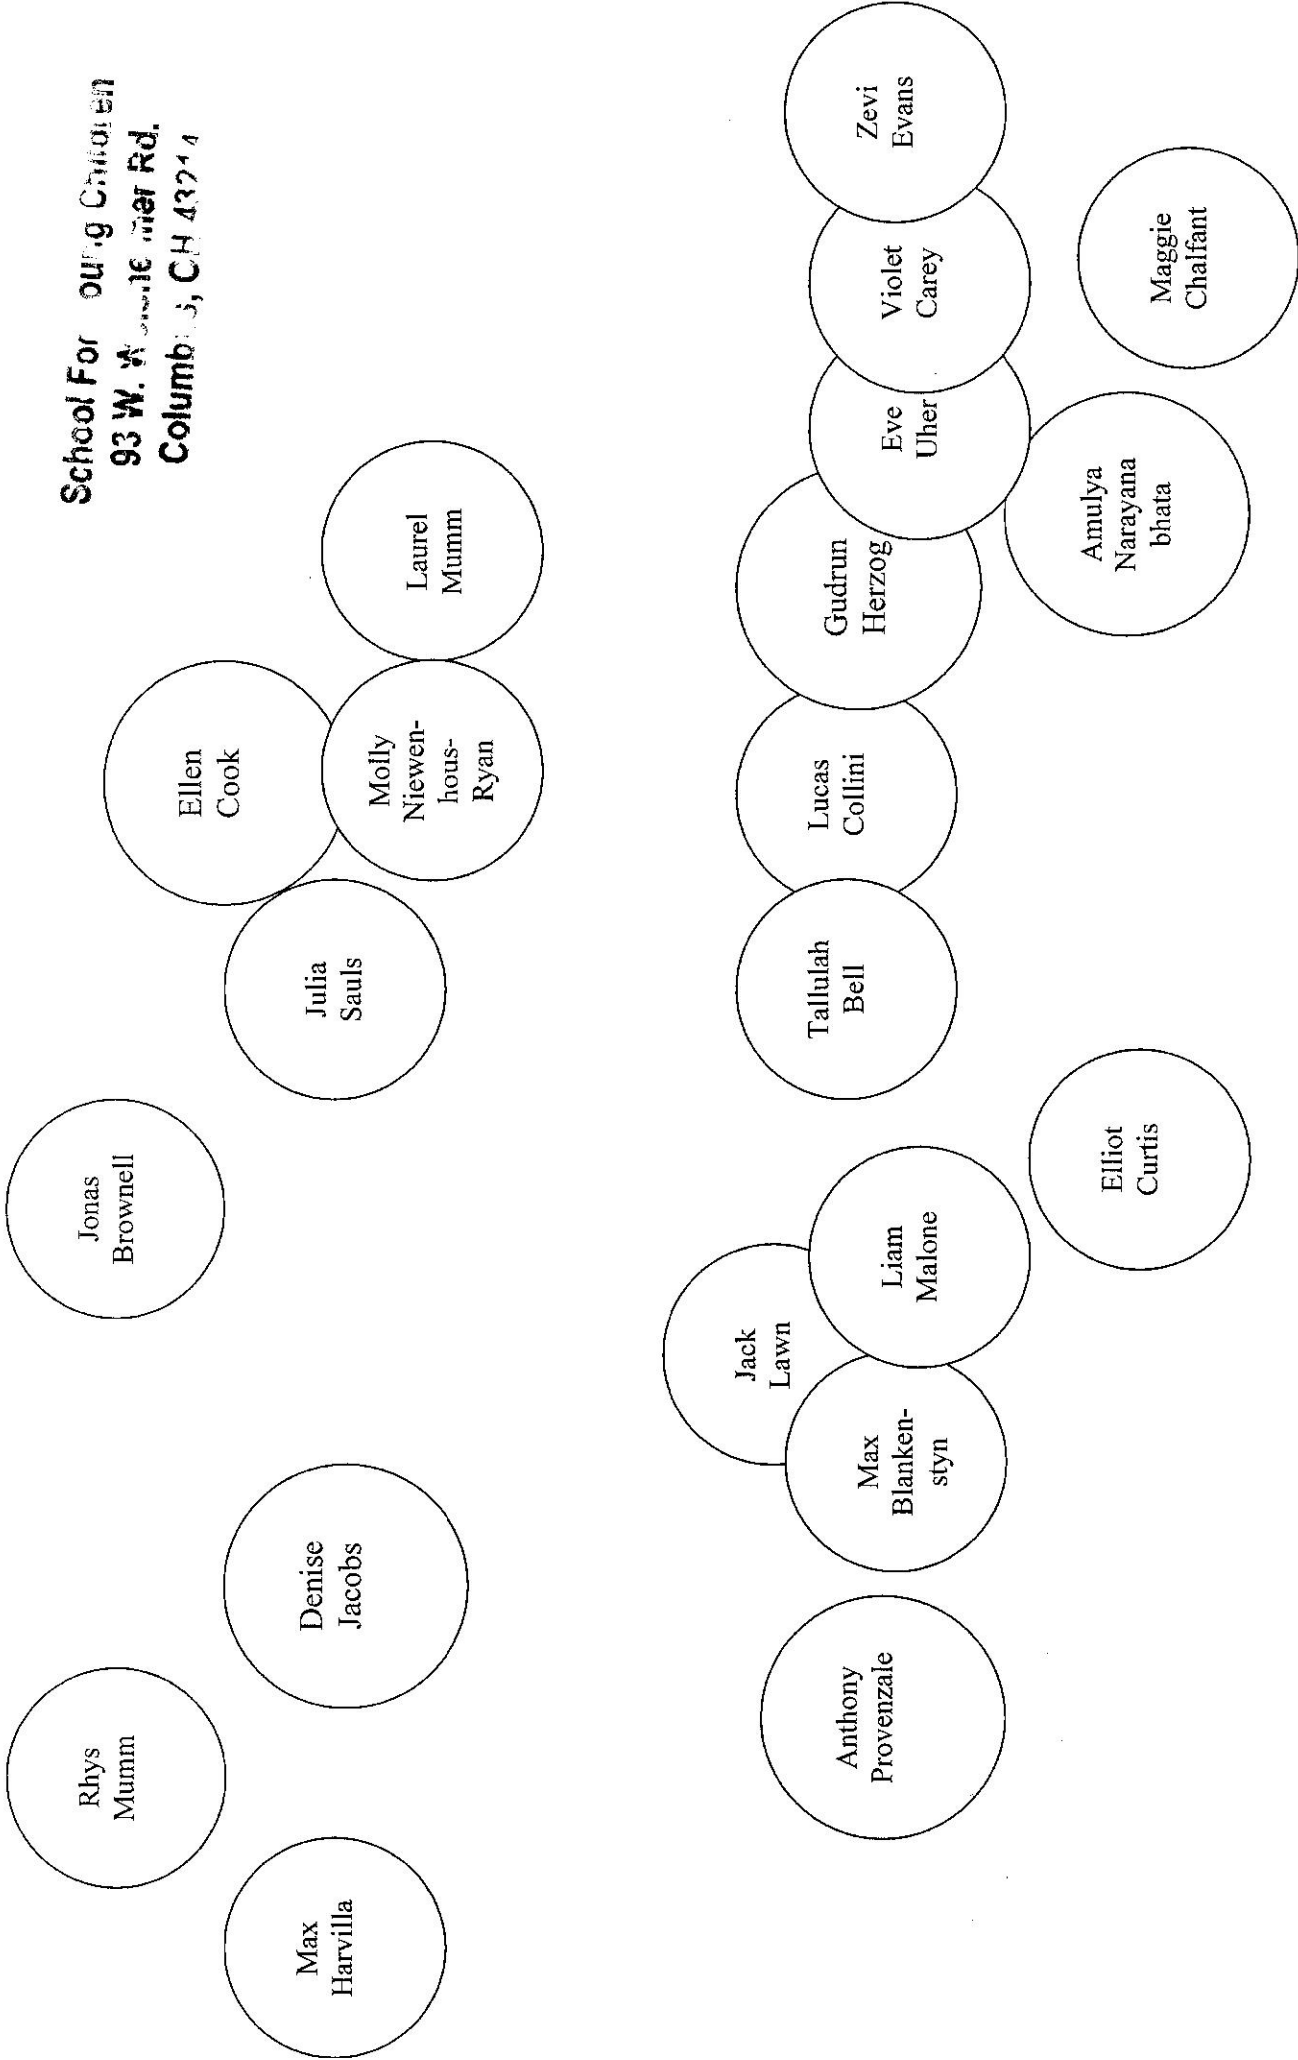 School For Children
93 W. Rd.
Rhys
Mumm
Max
Harvilla
Denise
Jacobs
Jonas
Brownell
Julia
Sauls
Ellen
Cook
Molly
Niewen-
hous-
Ryan
Laurel
Mumm
Anthony
Provenzale
Jack
Lawn
Max
Blanken-
styn
Liam
Malone
Elliot
Curtis
Tallulah
Bell
Lucas
Collini
Gudrun
Herzog
Eve
Uher
Violet
Carey
Zevi
Evans
Amulya
Narayana
bhata
Maggie
Chalfant